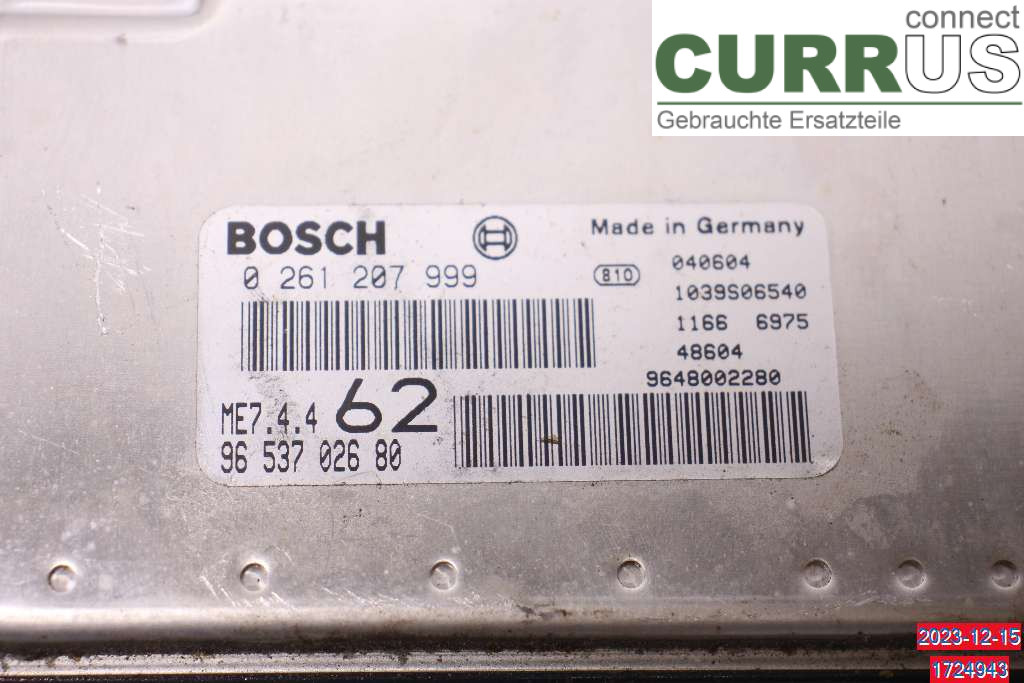 connect
CURRUS
Gebrauchte Ersatzteile
BOSCH
Made in Germany
0 261 207 999
810
040604
1039S06540
1166 6975
48604
9648002280
ME7.4.4 62
96 537 026 80
2023-12-15
1724943